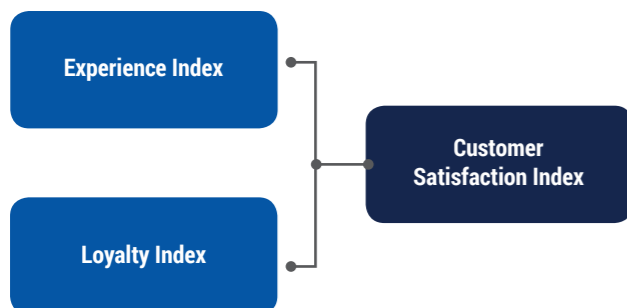 Experience Index
Customer
Satisfaction Index
Loyalty Index